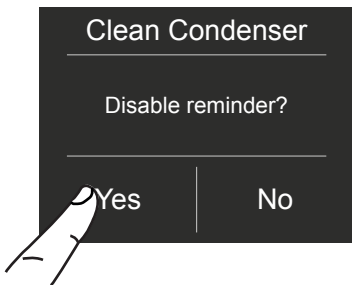 Clean Condenser
Disable reminder?
Yes
No